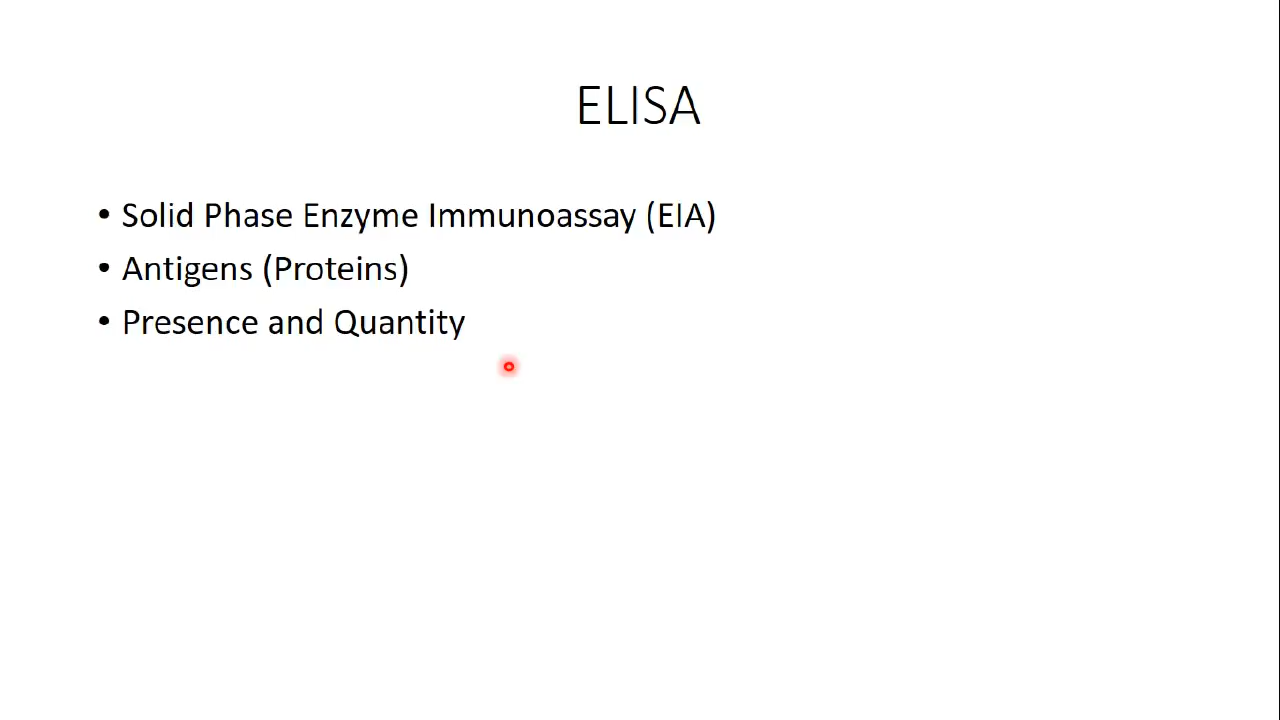 ELISA
• Solid Phase Enzyme Immunoassay (EIA)
• Antigens (Proteins)
• Presence and Quantity